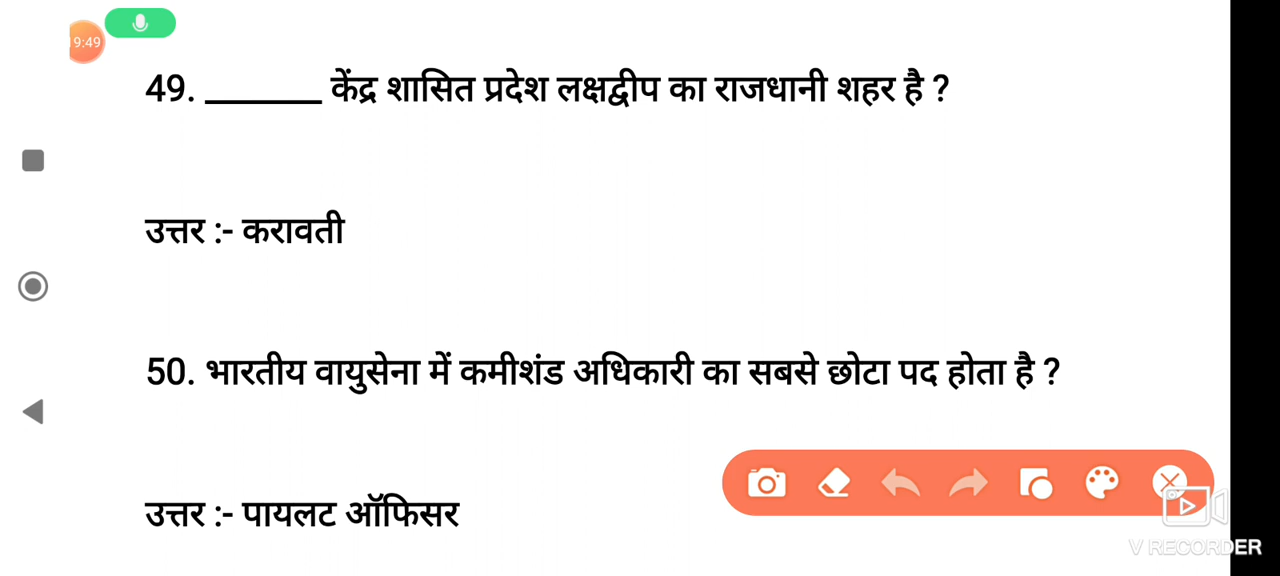 9:49
49. ______ केंद्र शासित प्रदेश लक्षद्वीप का राजधानी शहर है ?
उत्तर :- करावती
50. भारतीय वायुसेना में कमीशंड अधिकारी का सबसे छोटा पद होता है ?
उत्तर :- पायलट ऑफिसर
V RECORDER